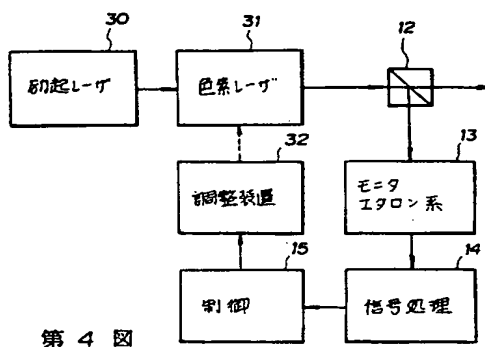 30
31
12
励起レーザ
色素レーザ
32
13
調整装置
モニタ
エタロン系
15
14
制御
信号処理
第 4 図